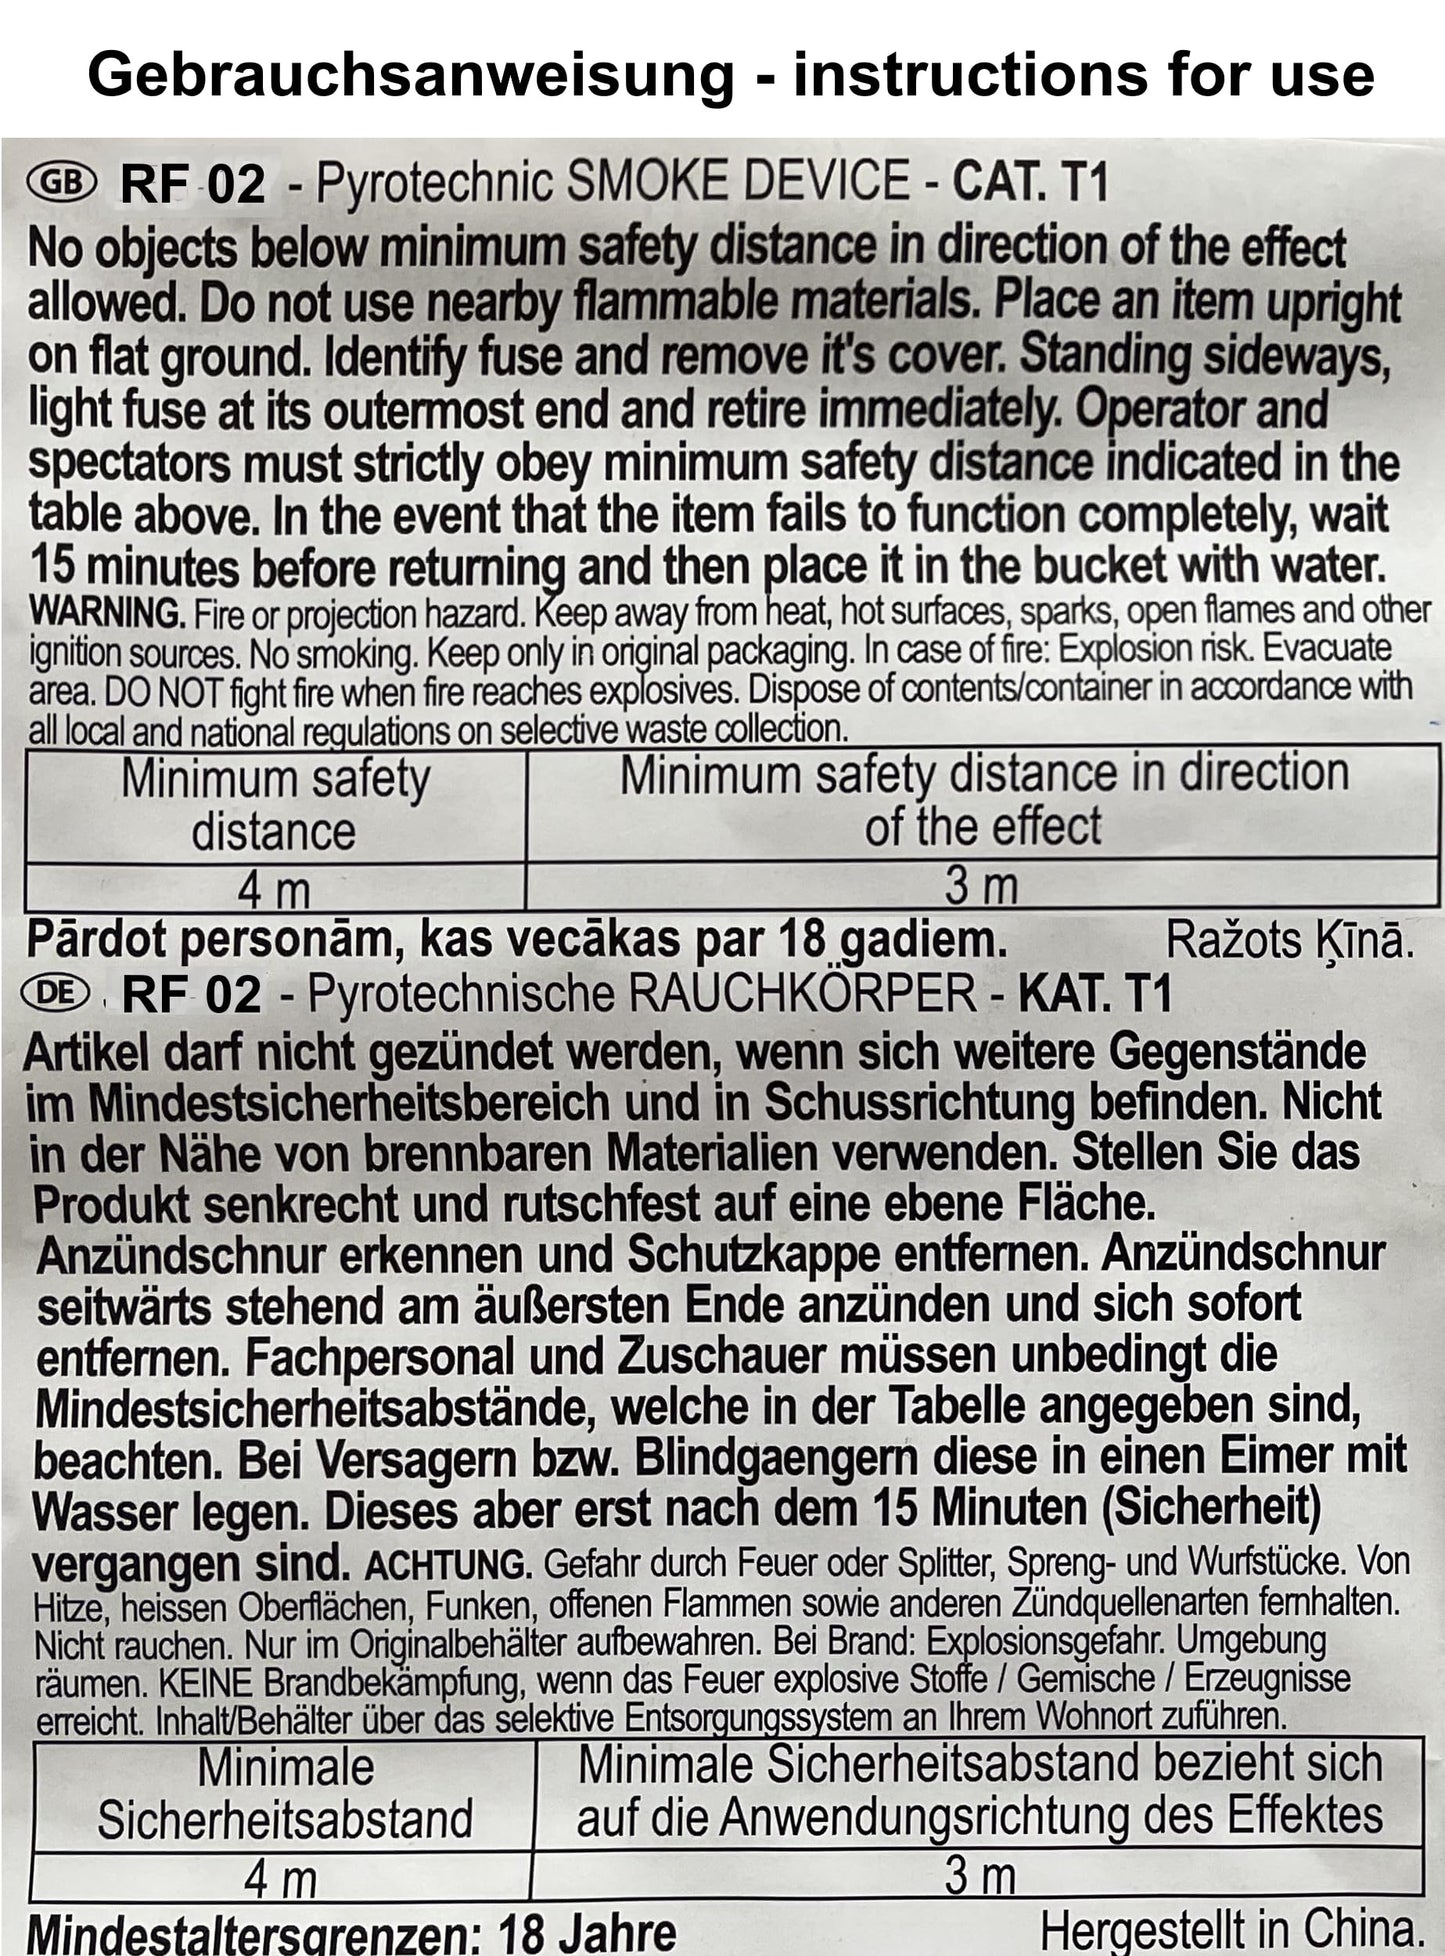 Gebrauchsanweisung - instructions for use
GB RF 02 - Pyrotechnic SMOKE DEVICE - CAT. T1
No objects below minimum safety distance in direction of the effect
allowed. Do not use nearby flammable materials. Place an item upright
on flat ground. Identify fuse and remove it's cover. Standing sideways,
light fuse at its outermost end and retire immediately. Operator and
spectators must strictly obey minimum safety distance indicated in the
table above. In the event that the item fails to function completely, wait
15 minutes before returning and then place it in the bucket with water.
WARNING. Fire or projection hazard. Keep away from heat, hot surfaces, sparks, open flames and other
ignition sources. No smoking. Keep only in original packaging. In case of fire: Explosion risk. Evacuate
area. DO NOT fight fire when fire reaches explosives. Dispose of contents/container in accordance with
all local and national regulations on selective waste collection.
Minimum safety distance in direction
Minimum safety
distance
of the effect
4 m
3 m
Pārdot personām, kas vecākas par 18 gadiem. Ražots Ķīnā.
DE RF 02 - Pyrotechnische RAUCHKÖRPER - KAT. T1
Artikel darf nicht gezündet werden, wenn sich weitere Gegenstände
im Mindestsicherheitsbereich und in Schussrichtung befinden. Nicht
in der Nähe von brennbaren Materialien verwenden. Stellen Sie das
Produkt senkrecht und rutschfest auf eine ebene Fläche.
Anzündschnur erkennen und Schutzkappe entfernen. Anzündschnur
seitwärts stehend am äußersten Ende anzünden und sich sofort
entfernen. Fachpersonal und Zuschauer müssen unbedingt die
Mindestsicherheitsabstände, welche in der Tabelle angegeben sind,
beachten. Bei Versagern bzw. Blindgaengern diese in einen Eimer mit
Wasser legen. Dieses aber erst nach dem 15 Minuten (Sicherheit)
vergangen sind. ACHTUNG. Gefahr durch Feuer oder Splitter, Spreng- und Wurfstücke. Von
Hitze, heissen Oberflächen, Funken, offenen Flammen sowie anderen Zündquellenarten fernhalten.
Nicht rauchen. Nur im Originalbehälter aufbewahren. Bei Brand: Explosionsgefahr. Umgebung
räumen. KEINE Brandbekämpfung, wenn das Feuer explosive Stoffe / Gemische / Erzeugnisse
erreicht. Inhalt/Behälter über das selektive Entsorgungssystem an Ihrem Wohnort zuführen.
Minimale
Sicherheitsabstand
Minimale Sicherheitsabstand bezieht sich
auf die Anwendungsrichtung des Effektes
4 m
3 m
Mindestaltersgrenzen: 18 Jahre Hergestellt in China.